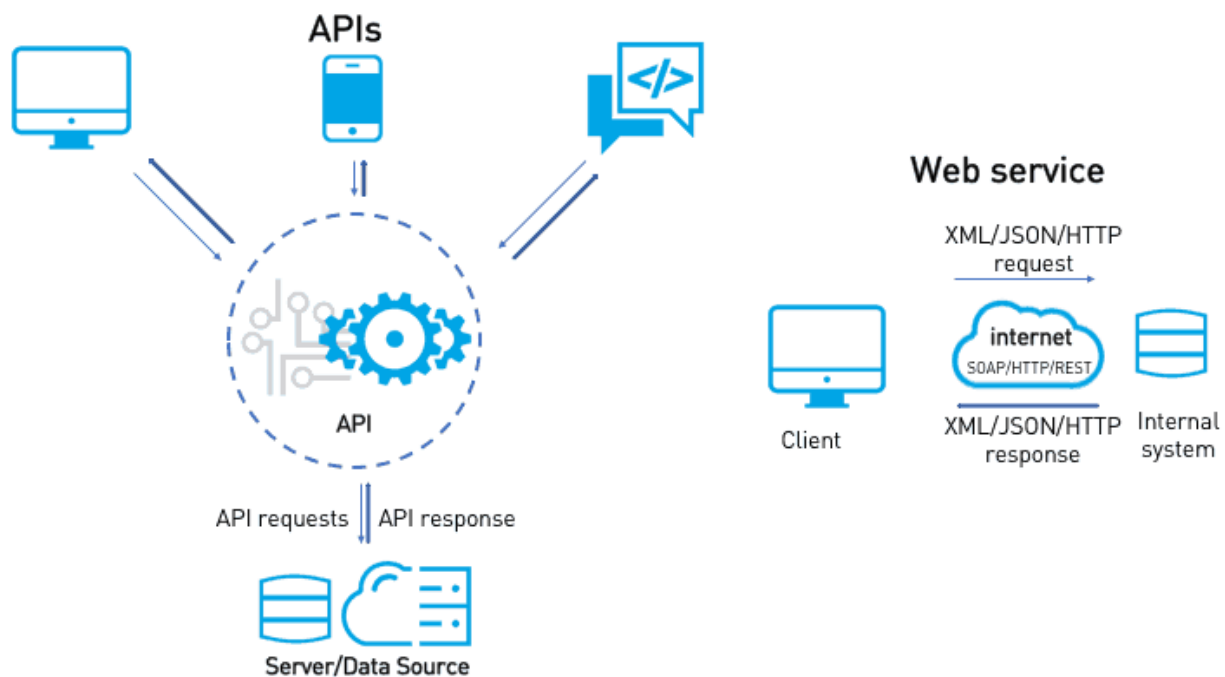 APIs
</>
API
API requests
API response
Server/Data Source
Web service
XML/JSON/HTTP
request
internet
SOAP/HTTP/REST
Client
XML/JSON/HTTP
response
Internal
system